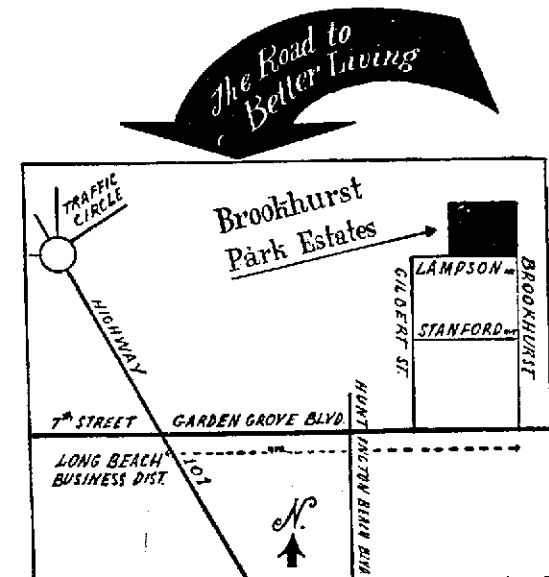 The Road to
Better Living
TRAFFIC
CIRCLE
Brookhurst
Park Estates
LAMPSON AVE
GILBERT ST.
BROOKHURST
STANFORD
HIGHWAY
7th STREET
GARDEN GROVE BLVD.
HUNTINGTON BEACH BLVD
LONG BEACH
BUSINESS DIST.
101
N.